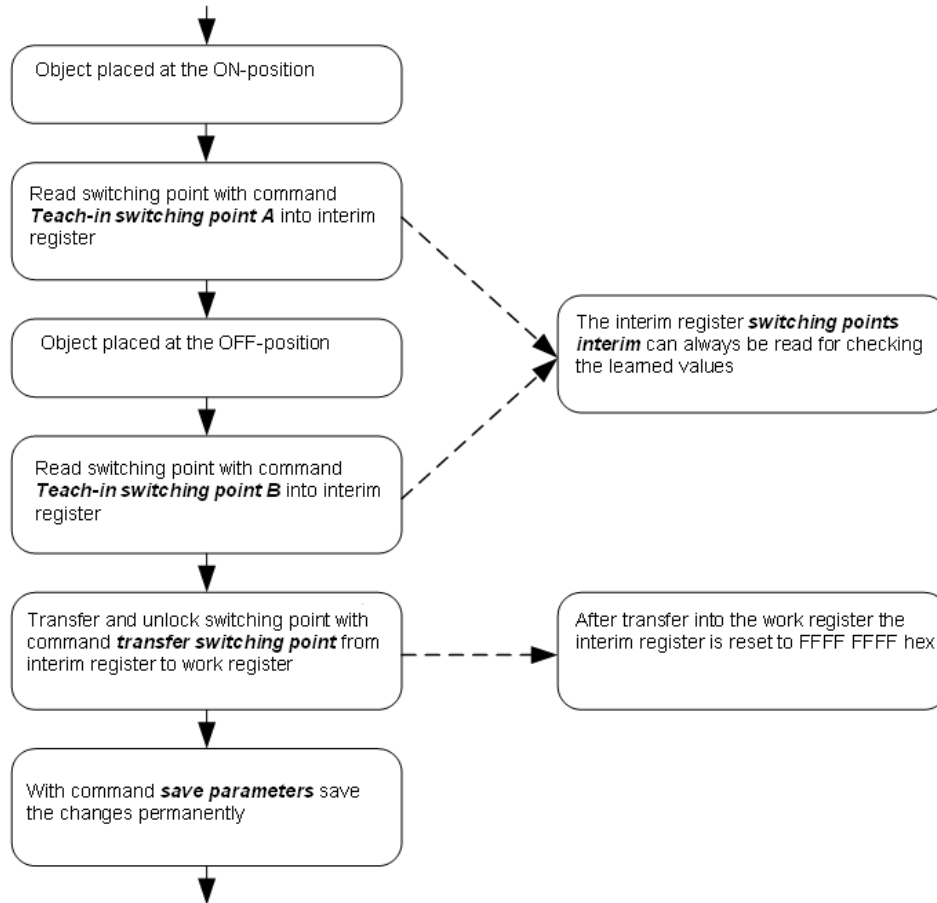 Object placed at the ON-position
Read switching point with command
Teach-in switching point A into interim
register
Object placed at the OFF-position
The interim register switching points
interim can always be read for checking
the learned values
Read switching point with command
Teach-in switching point B into interim
register
Transfer and unlock switching point with
command transfer switching point from
interim register to work register
After transfer into the work register the
interim register is reset to FFFF FFFF hex
With command save parameters save
the changes permanently